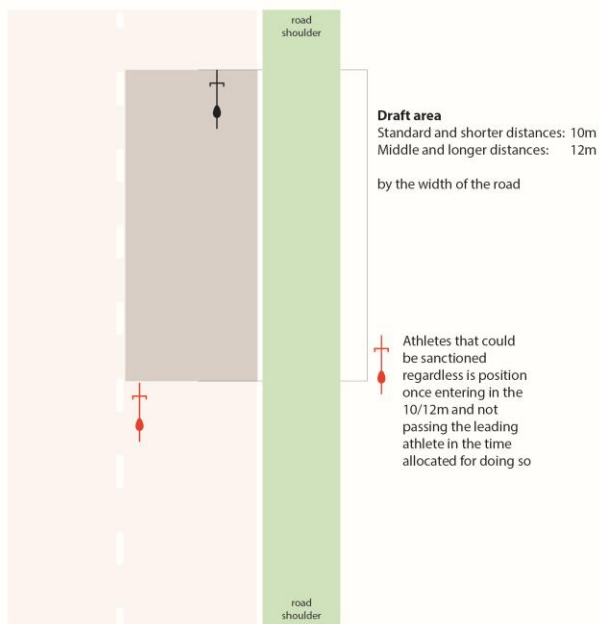 road
shoulder
Draft area
Standard and shorter distances: 10m
Middle and longer distances: 12m
by the width of the road
Athletes that could
be sanctioned
regardless is position
once entering in the
10/12m and not
passing the leading
athlete in the time
allocated for doing so
road
shoulder